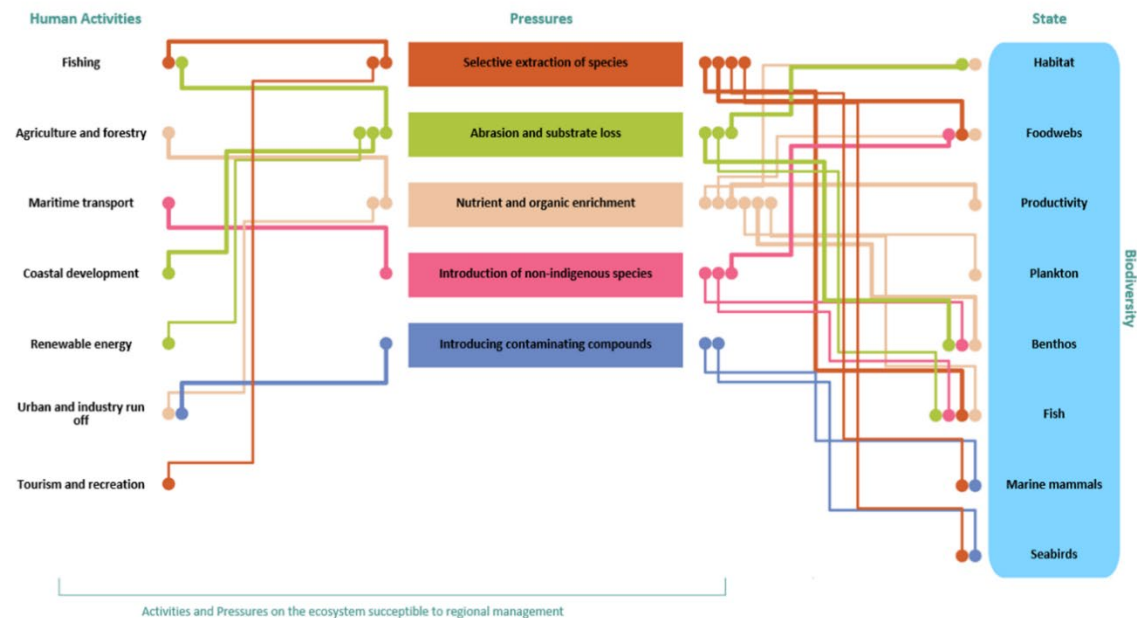 Human Activities
Pressures
State
Fishing
Selective extraction of species
Habitat
Agriculture and forestry
Abrasion and substrate loss
Foodwebs
Maritime transport
Nutrient and organic enrichment
Productivity
Coastal development
Introduction of non-indigenous species
Plankton
Renewable energy
Introducing contaminating compounds
Benthos
Urban and industry run
off
Fish
Tourism and recreation
Marine mammals
Seabirds
Biodiversity
Activities and Pressures on the ecosystem succeptible to regional management